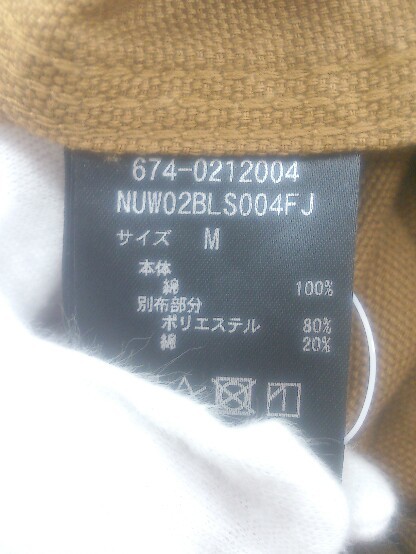 674-0212004
NUW02BLS004FJ
サイズ M
本体
綿 100%
別布部分
ポリエステル 80%
綿 20%